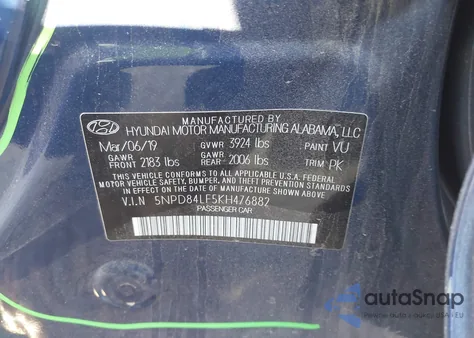 MANUFACTURED BY
HYUNDAI MOTOR MANUFACTURING ALABAMA, LLC
Mar/06/19 GVWR 3924 lbs PAINT VU
GAWR FRONT 2183 lbs GAWR REAR 2006 lbs TRIM PK
THIS VEHICLE CONFORMS TO ALL APPLICABLE U.S.A. FEDERAL
MOTOR VEHICLE SAFETY, BUMPER, AND THEFT PREVENTION
STANDARDS IN EFFECT ON THE DATE OF MANUFACTURE SHOWN ABOVE.
V.I.N 5NPD84LF5KH476882
PASSENGER CAR
autoSnap